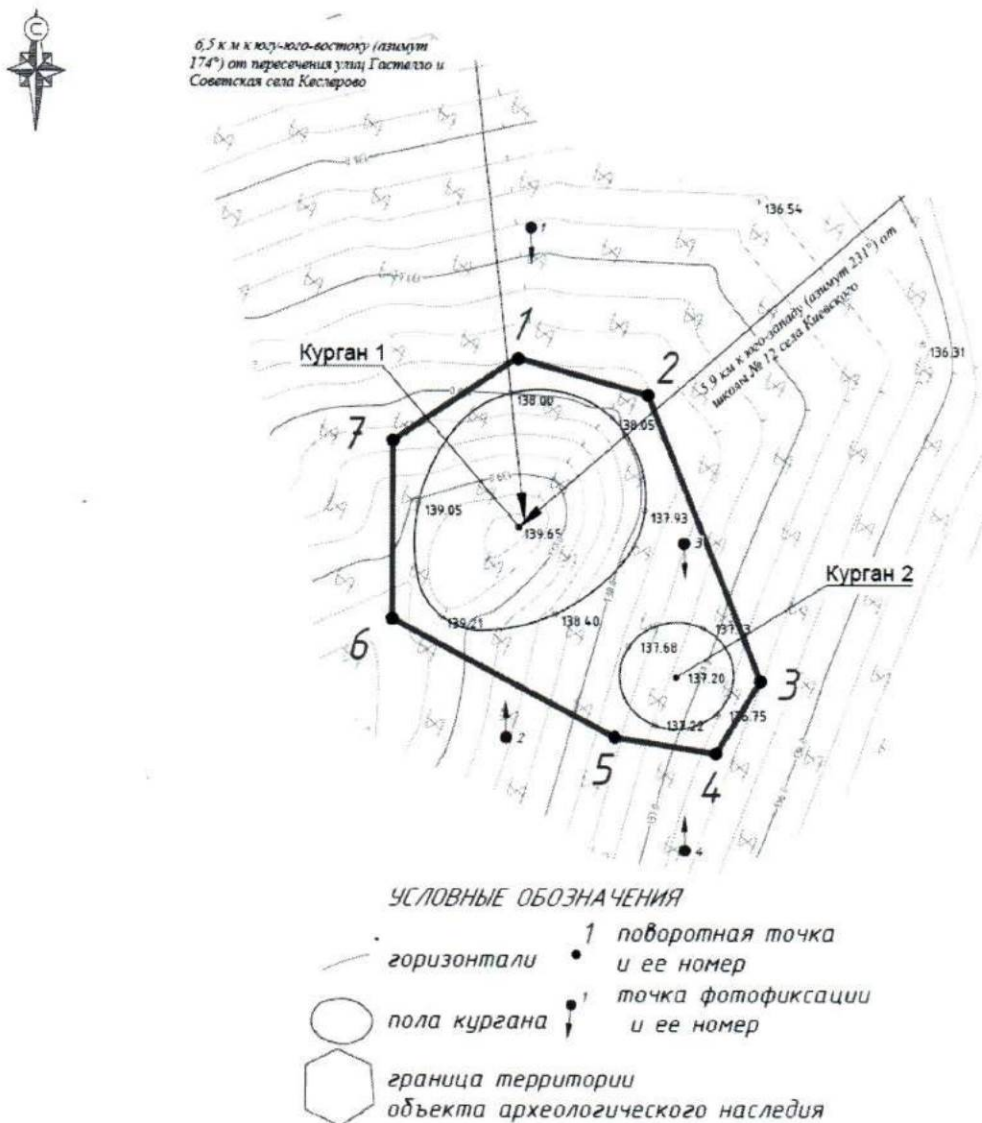 С
6,5 км к юго-юго-востоку (азимут
174°) от пересечения улиц Гастелло и
Советская села Кеслерово
136.54
1
5,9 км к юго-западу (азимут 231°) от
школы № 12 села Киевского
136.31
1
Курган 1
2
138.00
138.05
7
139.05
137.93
139.65
3
Курган 2
139.21
138.40
6
137.68
137.20
3
137.22
136.75
2
5
4
4
УСЛОВНЫЕ ОБОЗНАЧЕНИЯ
горизонтали
1 поворотная точка
и ее номер
пола кургана
1 точка фотофиксации
и ее номер
граница территории
объекта археологического наследия